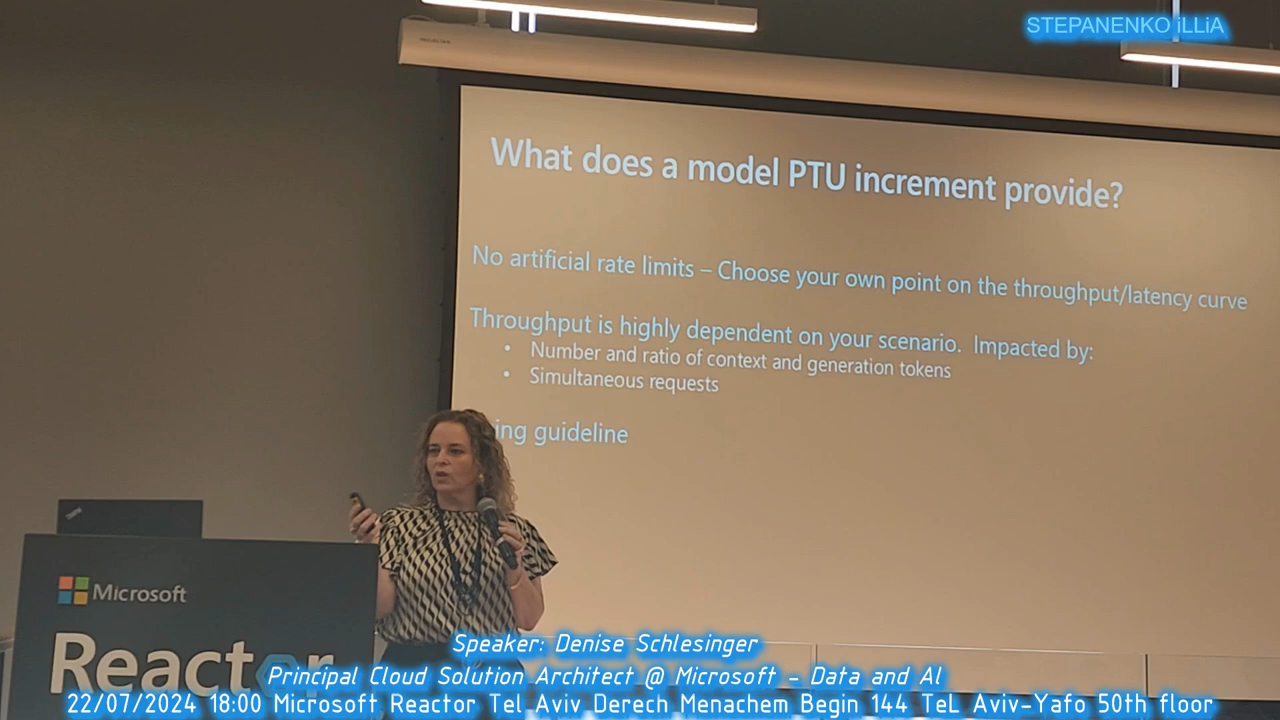 STEPANENKO iLLiA
What does a model PTU increment provide?
No artificial rate limits – Choose your own point on the throughput/latency curve
Throughput is highly dependent on your scenario. Impacted by:
• Number and ratio of context and generation tokens
• Simultaneous requests
guideline
Microsoft
Reactor
Speaker: Denise Schlesinger
Principal Cloud Solution Architect @ Microsoft - Data and AI
22/07/2024 18:00 Microsoft Reactor Tel Aviv Derech Menachem Begin 144 TeL Aviv-Yafo 50th floor